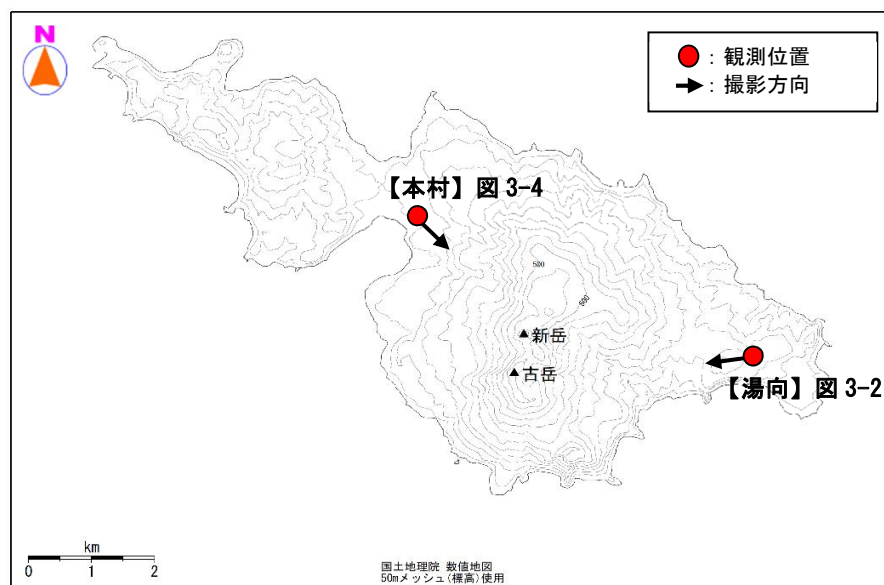 N
：観測位置
：撮影方向
【本村】図 3-4
500
600
新岳
古岳
【湯向】図 3-2
km
0 1 2
国土地理院 数値地図
50mメッシュ(標高)使用